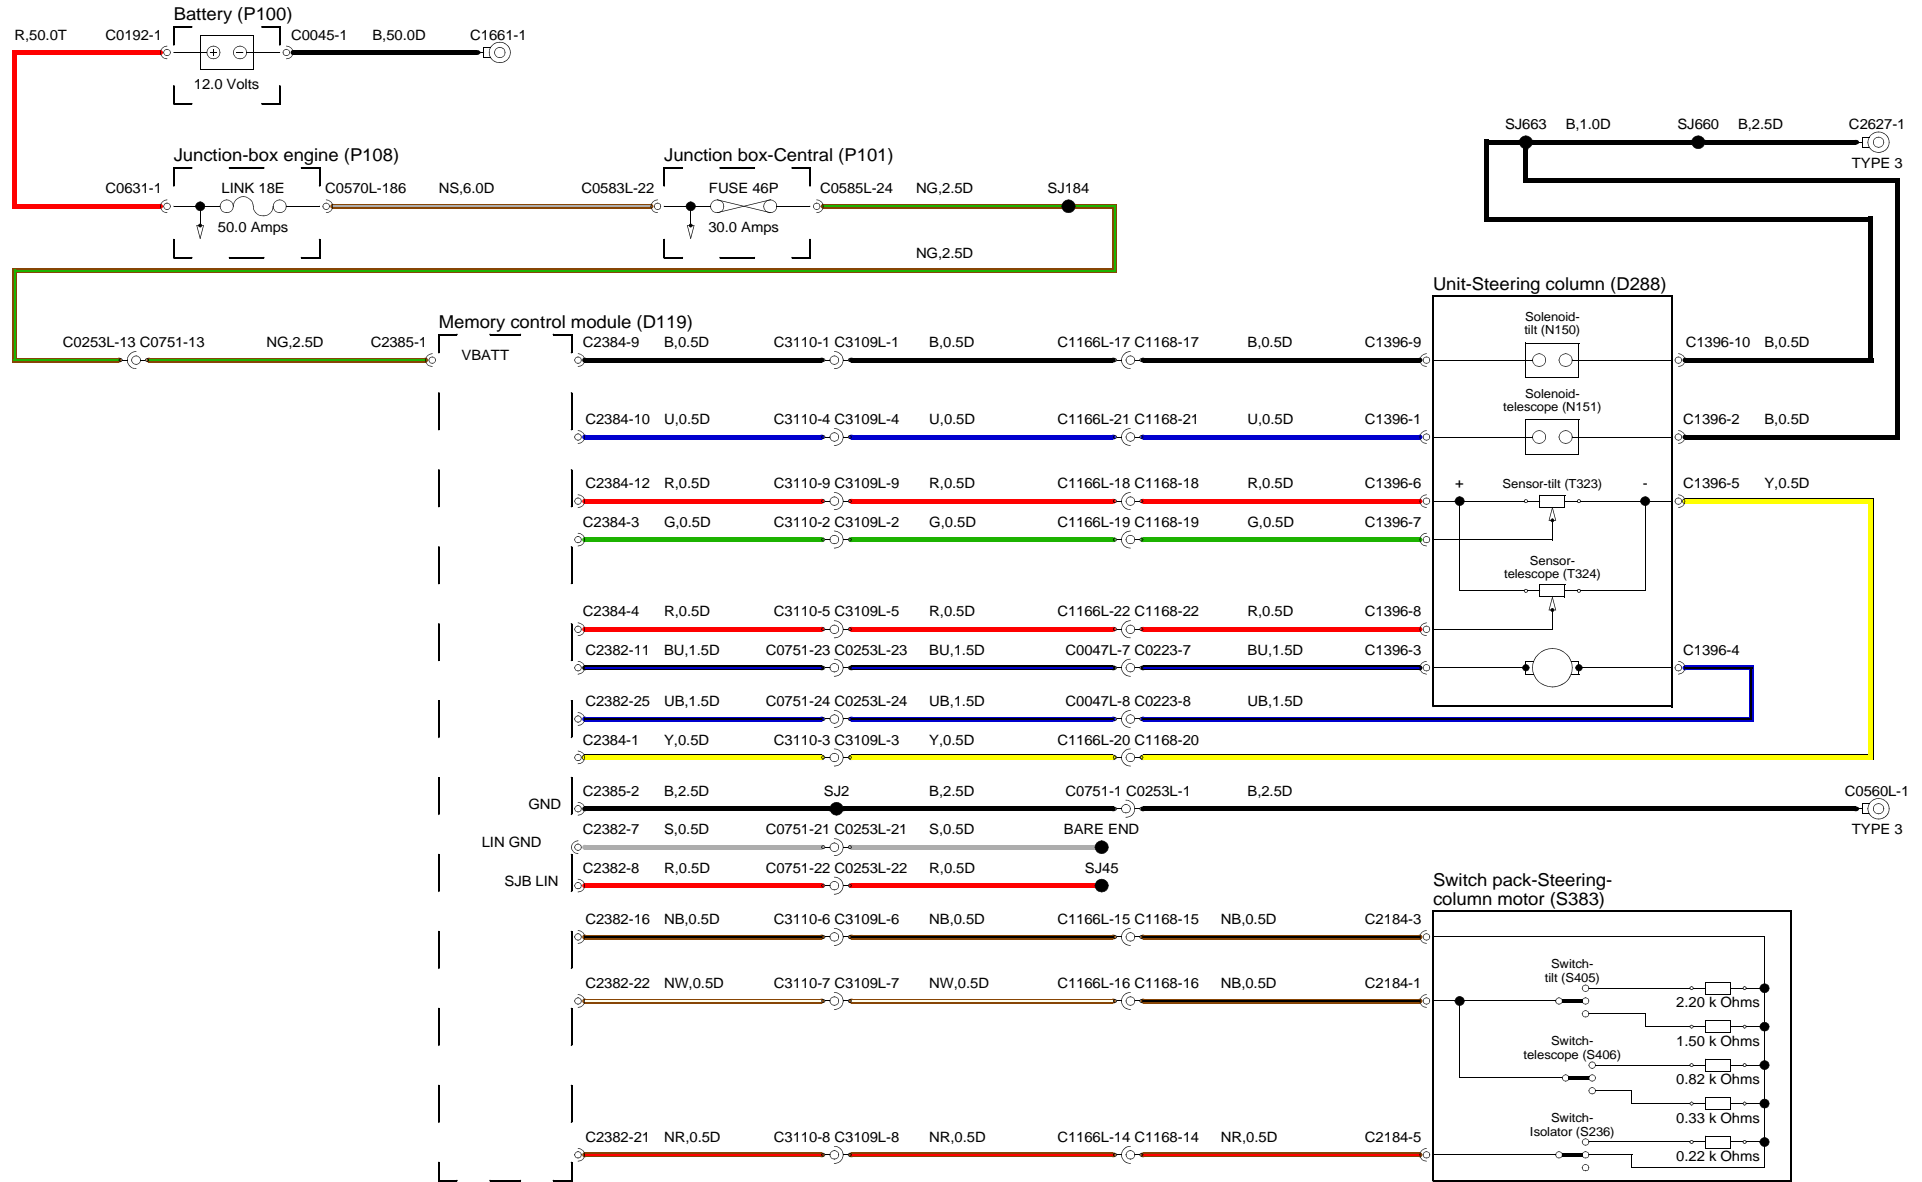 Battery (P100)
R,50.0T C0192-1 C0045-1 B,50.0D C1661-1
12.0 Volts
SJ663 B,1.0D SJ660 B,2.5D C2627-1
TYPE 3
Junction-box engine (P108) Junction box-Central (P101)
C0631-1 LINK 18E C0570L-186 NS,6.0D C0583L-22 FUSE 46P C0585L-24 NG,2.5D SJ184
50.0 Amps 30.0 Amps
NG,2.5D
Unit-Steering column (D288)
Memory control module (D119)
Solenoid-
tilt (N150)
C0253L-13 C0751-13 NG,2.5D C2385-1 VBATT
C2384-9 B,0.5D C3110-1 C3109L-1 B,0.5D C1166L-17 C1168-17 B,0.5D C1396-9 C1396-10 B,0.5D
Solenoid-
telescope (N151)
C2384-10 U,0.5D C3110-4 C3109L-4 U,0.5D C1166L-21 C1168-21 U,0.5D C1396-1 C1396-2 B,0.5D
C2384-12 R,0.5D C3110-9 C3109L-9 R,0.5D C1166L-18 C1168-18 R,0.5D C1396-6 + Sensor-tilt (T323) - C1396-5 Y,0.5D
C2384-3 G,0.5D C3110-2 C3109L-2 G,0.5D C1166L-19 C1168-19 G,0.5D C1396-7
Sensor-
telescope (T324)
C2384-4 R,0.5D C3110-5 C3109L-5 R,0.5D C1166L-22 C1168-22 R,0.5D C1396-8
C2382-11 BU,1.5D C0751-23 C0253L-23 BU,1.5D C0047L-7 C0223-7 BU,1.5D C1396-3 C1396-4
C2382-25 UB,1.5D C0751-24 C0253L-24 UB,1.5D C0047L-8 C0223-8 UB,1.5D
C2384-1 Y,0.5D C3110-3 C3109L-3 Y,0.5D C1166L-20 C1168-20
GND C2385-2 B,2.5D SJ2 B,2.5D C0751-1 C0253L-1 B,2.5D C0560L-1
TYPE 3
LIN GND C2382-7 S,0.5D C0751-21 C0253L-21 S,0.5D BARE END
SJB LIN C2382-8 R,0.5D C0751-22 C0253L-22 R,0.5D SJ45
Switch pack-Steering-
column motor (S383)
C2382-16 NB,0.5D C3110-6 C3109L-6 NB,0.5D C1166L-15 C1168-15 NB,0.5D C2184-3
Switch-
tilt (S405)
C2382-22 NW,0.5D C3110-7 C3109L-7 NW,0.5D C1166L-16 C1168-16 NB,0.5D C2184-1
2.20 k Ohms
1.50 k Ohms
Switch-
telescope (S406)
0.82 k Ohms
0.33 k Ohms
Switch-
Isolator (S236)
C2382-21 NR,0.5D C3110-8 C3109L-8 NR,0.5D C1166L-14 C1168-14 NR,0.5D C2184-5
0.22 k Ohms